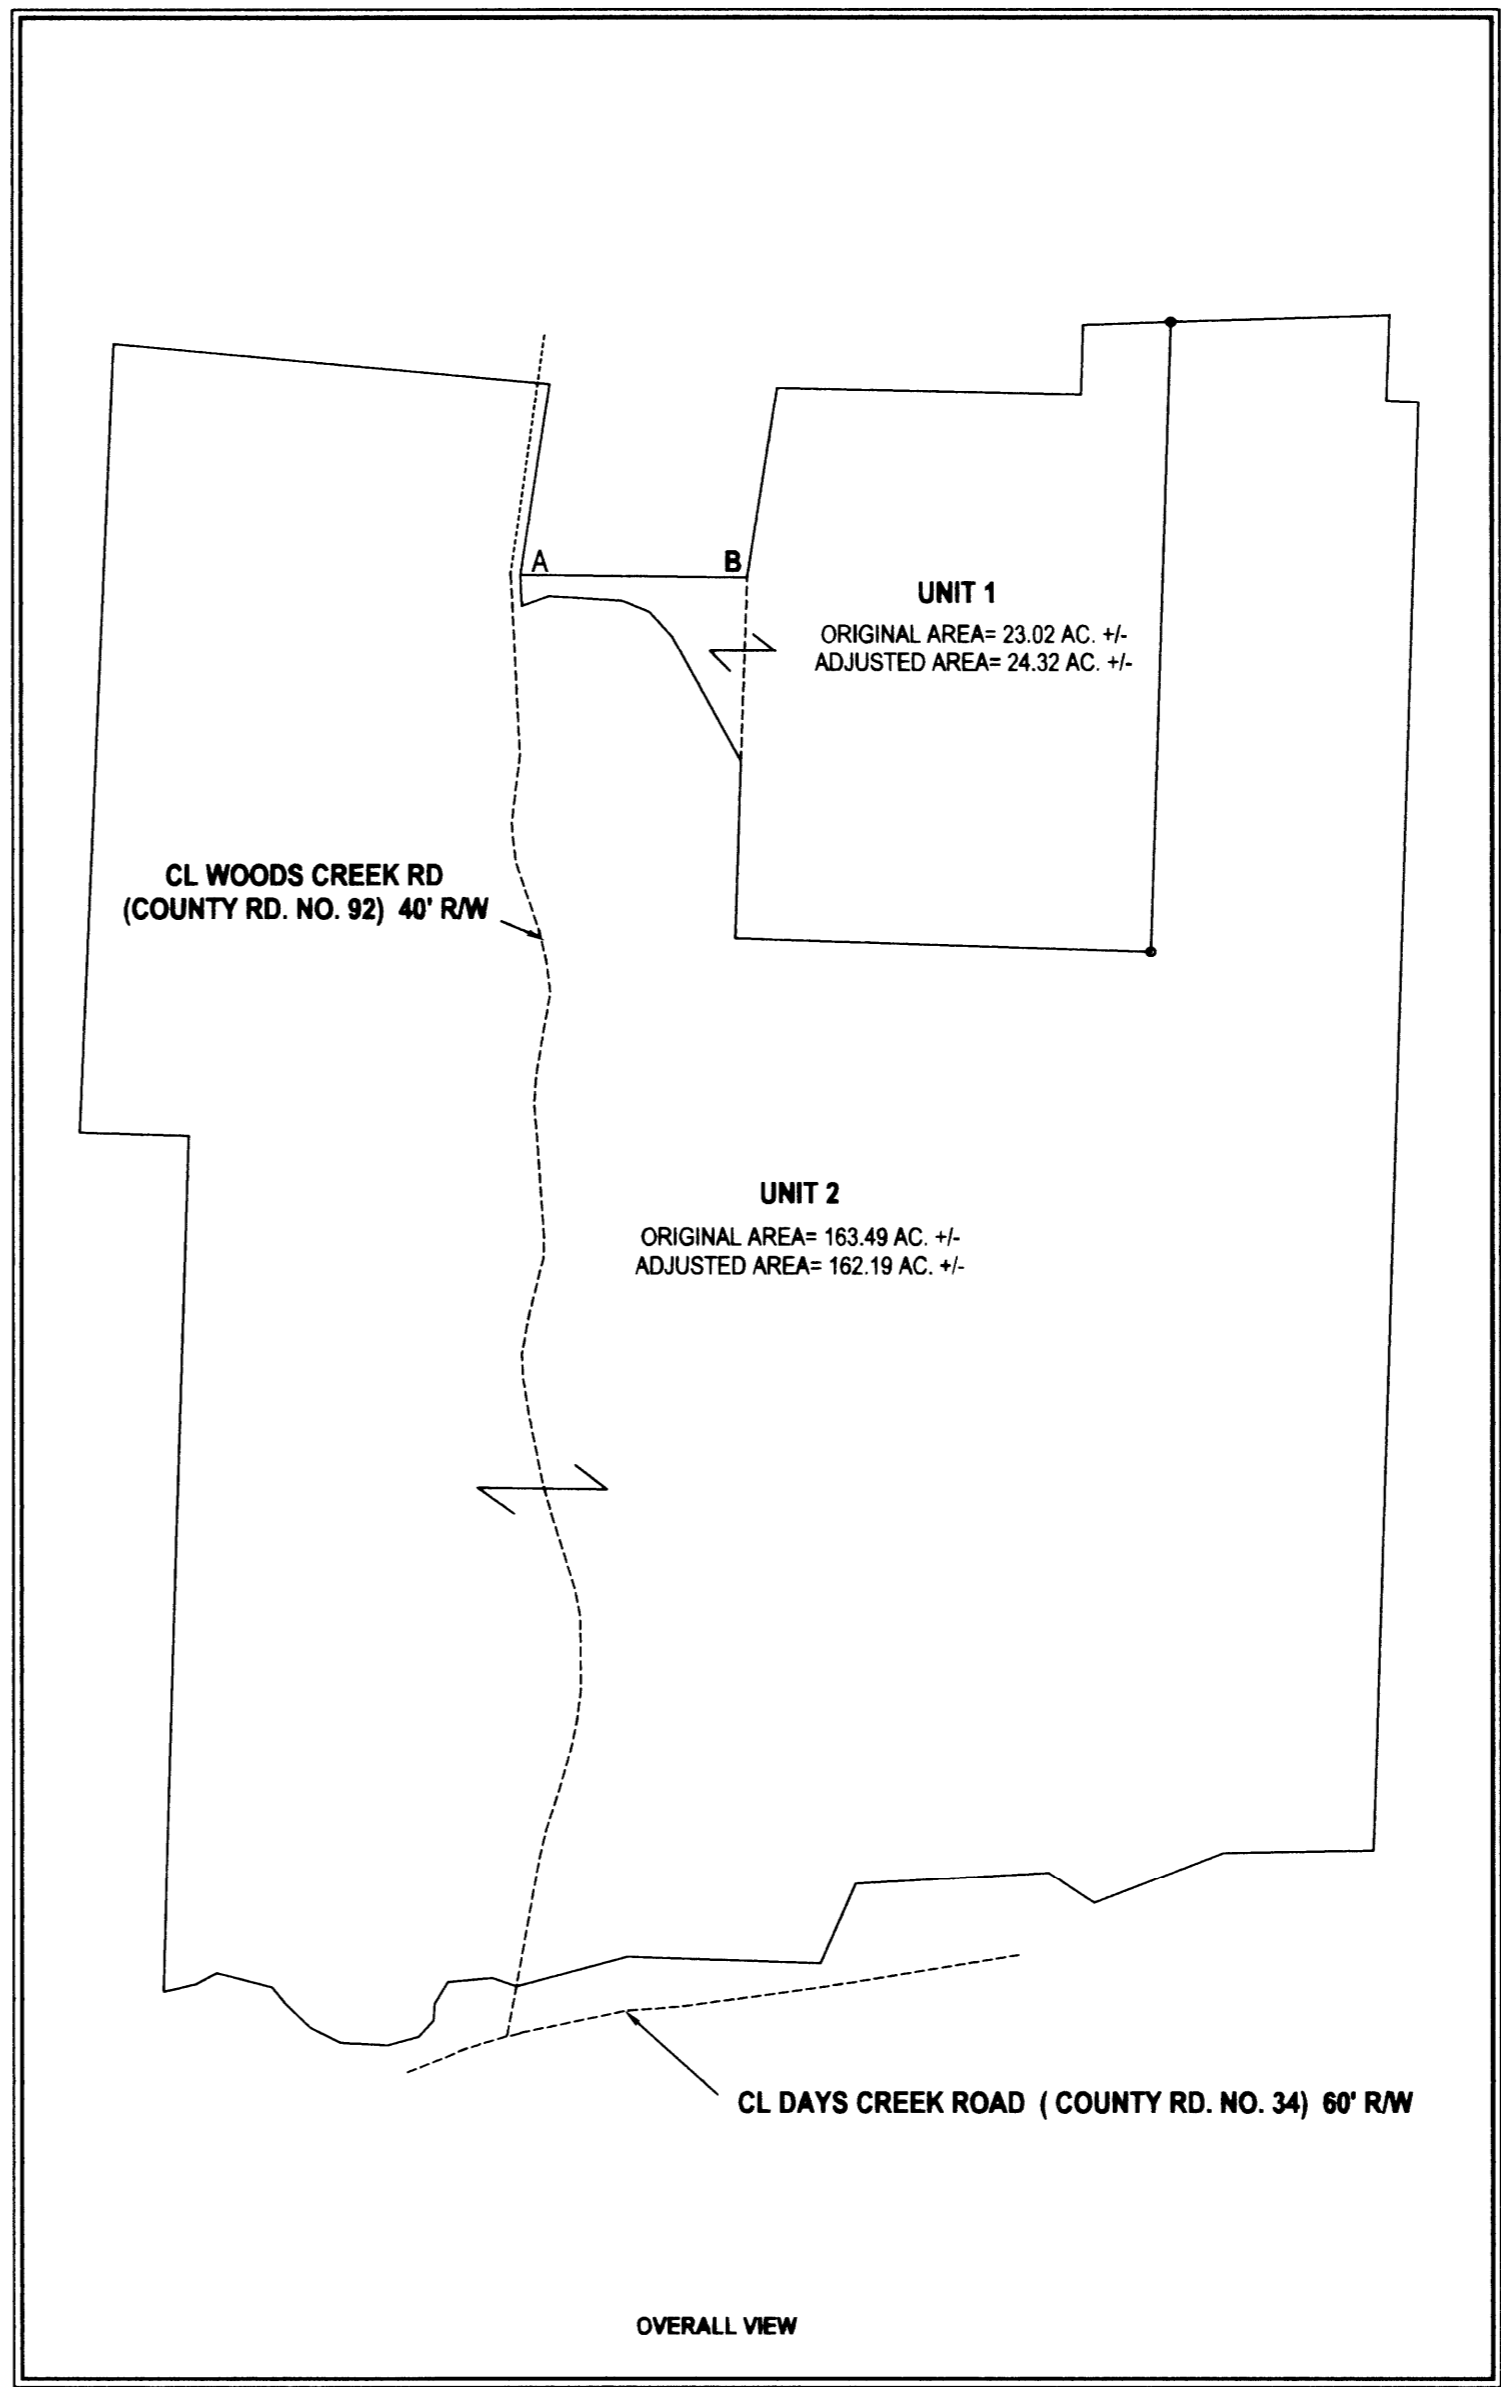 A B
UNIT 1
ORIGINAL AREA= 23.02 AC. +/-
ADJUSTED AREA= 24.32 AC. +/-
CL WOODS CREEK RD
(COUNTY RD. NO. 92) 40' R/W
UNIT 2
ORIGINAL AREA= 163.49 AC. +/-
ADJUSTED AREA= 162.19 AC. +/-
CL DAYS CREEK ROAD ( COUNTY RD. NO. 34) 60' R/W
OVERALL VIEW